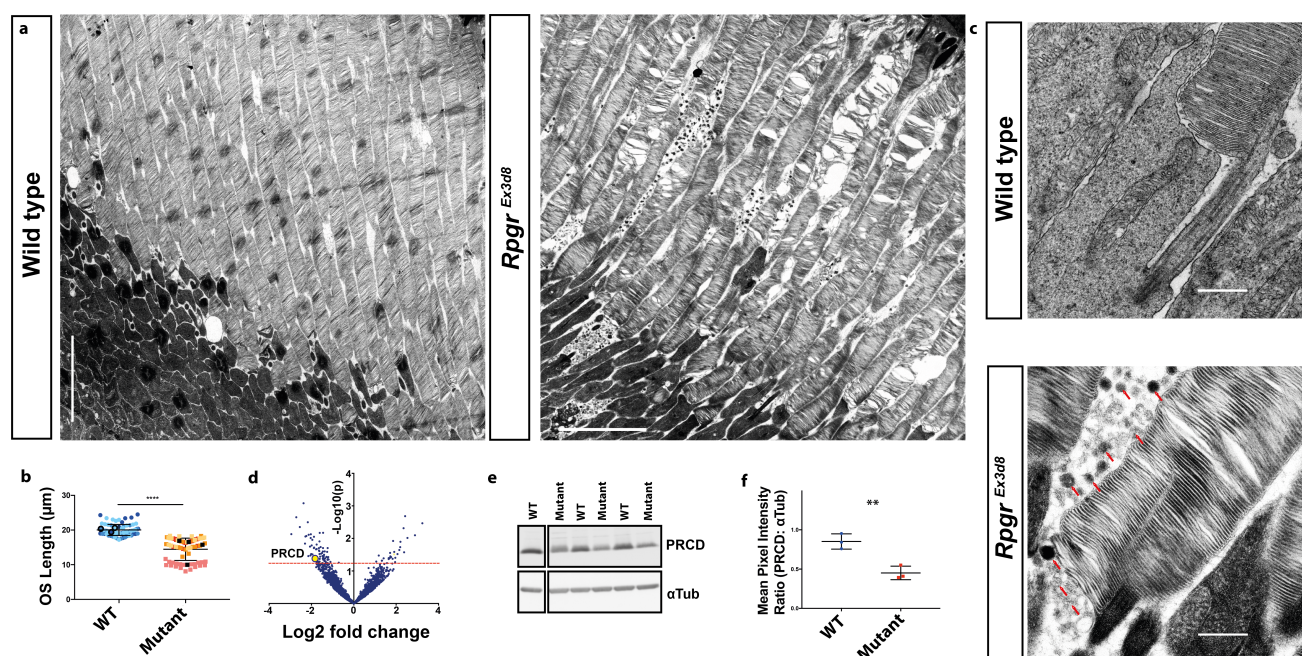 a
Wild type
Rpgr Ex3d8
c
Wild type
Rpgr Ex3d8
b
OS Length (µm)
30
20
10
0
****
WT
Mutant
d
-Log10(p)
4
3
2
1
PRCD
-4
-2
0
2
4
Log2 fold change
e
WT
Mutant
WT
Mutant
WT
Mutant
PRCD
αTub
f
Mean Pixel Intensity
Ratio (PRCD: αTub)
1.0
0.5
0.0
**
WT
Mutant